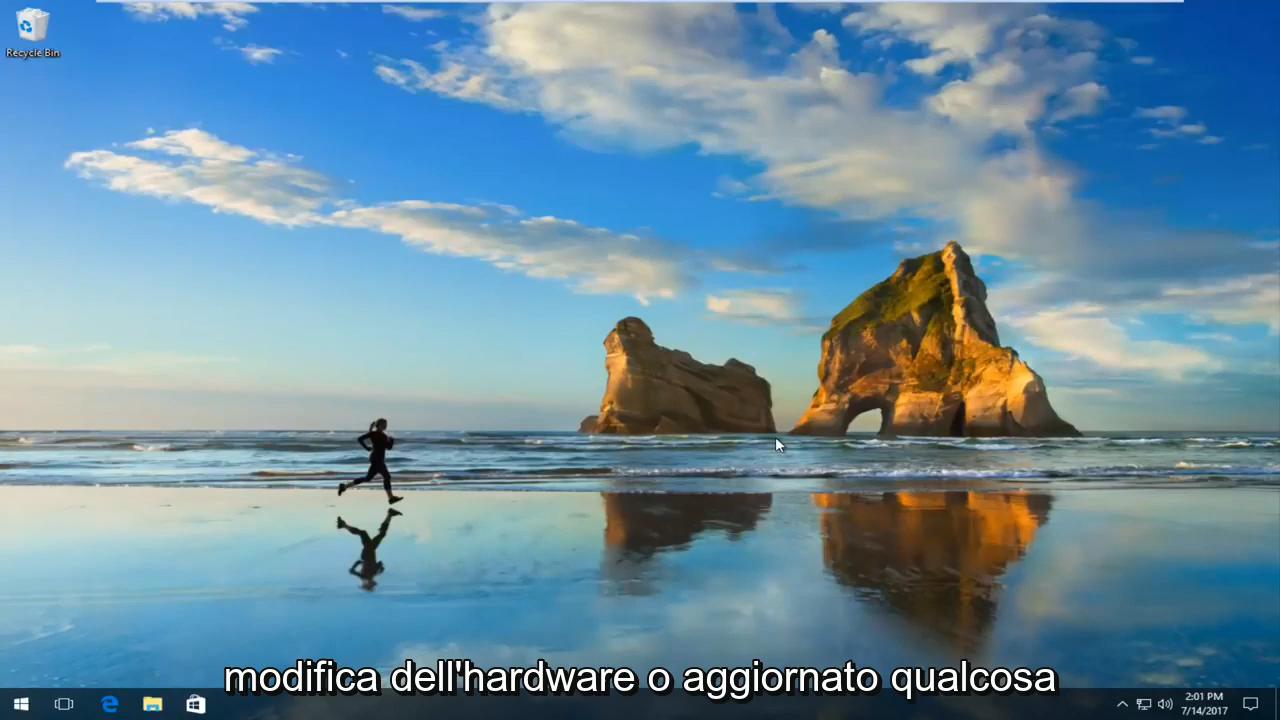 Recycle Bin
modifica dell'hardware o aggiornato qualcosa
2:01 PM
7/14/2017